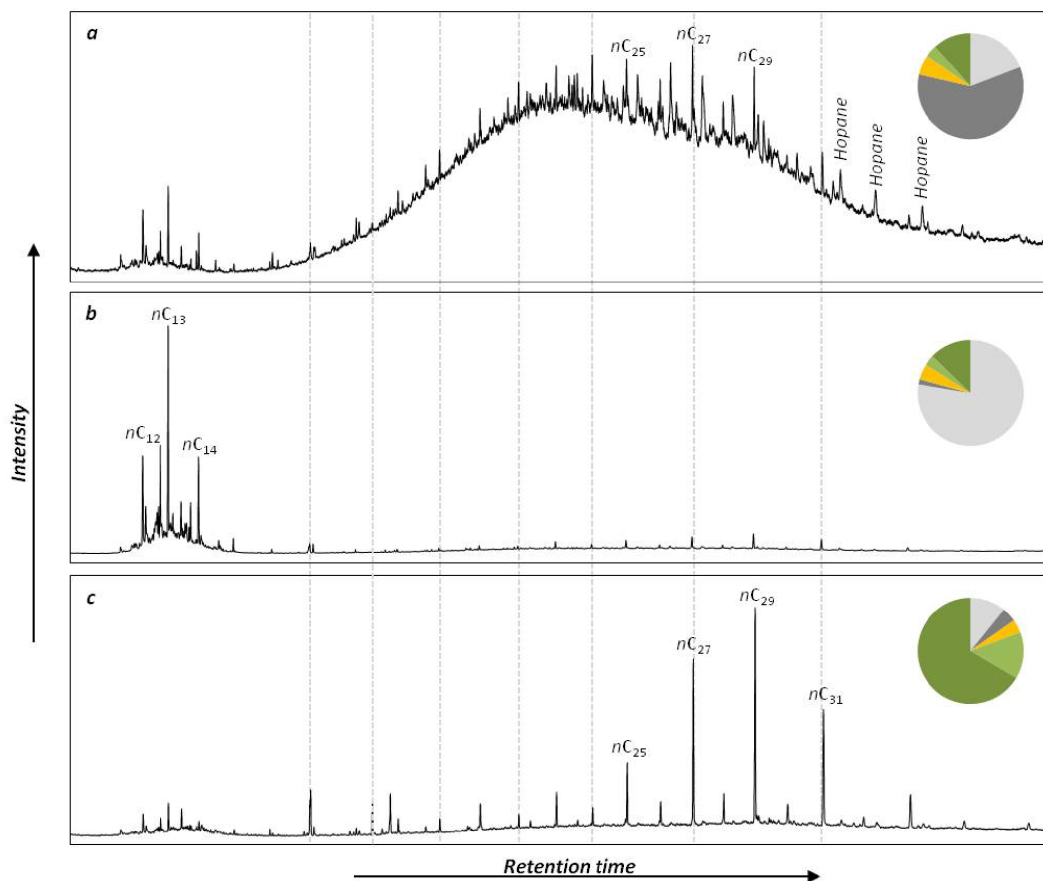 a
nC25
nC27
nC29
Hopane
Hopane
Hopane
b
nC13
nC12
nC14
c
nC29
nC27
nC31
nC25
Intensity
Retention time